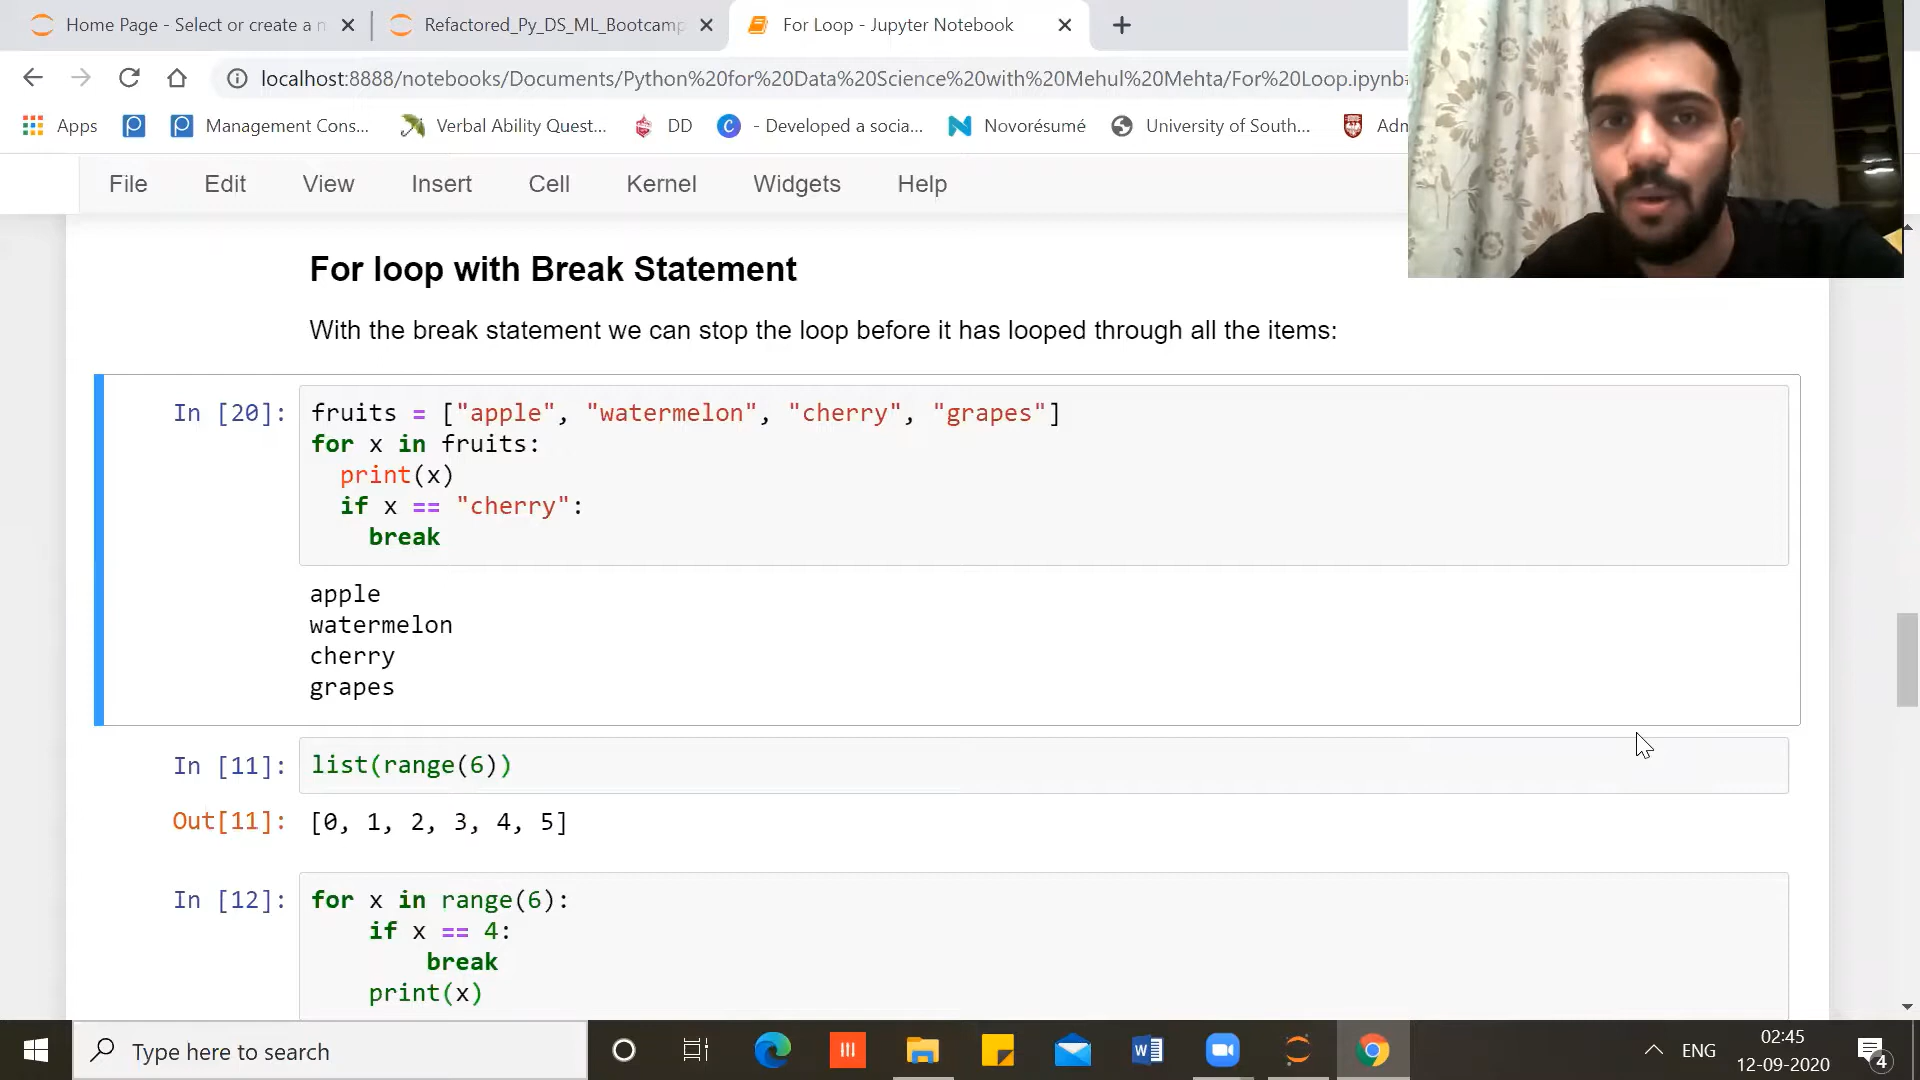 Home Page - Select or create a n
Refactored_Py_DS_ML_Bootcamp
For Loop - Jupyter Notebook
localhost:8888/notebooks/Documents/Python%20for%20Data%20Science%20with%20Mehul%20Mehta/For%20Loop.ipynb#
Apps
Management Cons...
Verbal Ability Quest...
DD
C
- Developed a socia...
Novorésumé
University of South...
Adm
File Edit View Insert Cell Kernel Widgets Help
For loop with Break Statement
With the break statement we can stop the loop before it has looped through all the items:
In [20]: fruits = ["apple", "watermelon", "cherry", "grapes"]
for x in fruits:
print(x)
if x == "cherry":
break
apple
watermelon
cherry
grapes
In [11]: list(range(6))
Out[11]: [0, 1, 2, 3, 4, 5]
In [12]: for x in range(6):
if x == 4:
break
print(x)
Type here to search
ENG
02:45
12-09-2020
4